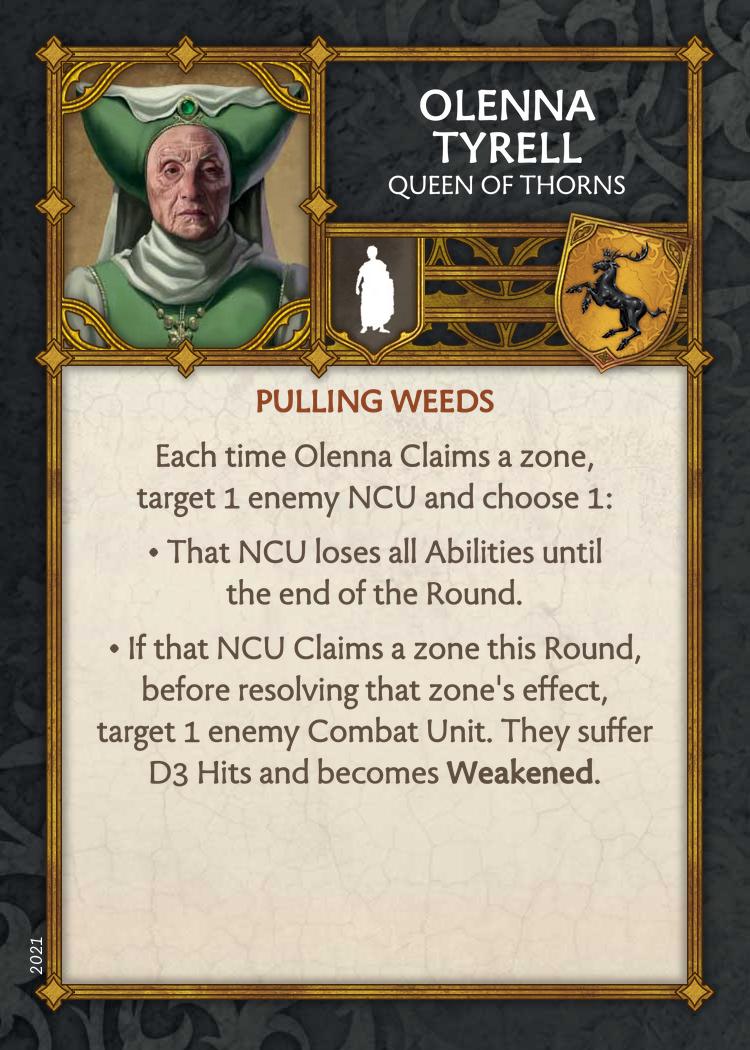 OLENNA
TYRELL
QUEEN OF THORNS
PULLING WEEDS
Each time Olenna Claims a zone,
target 1 enemy NCU and choose 1:
• That NCU loses all Abilities until
the end of the Round.
• If that NCU Claims a zone this Round,
before resolving that zone's effect,
target 1 enemy Combat Unit. They suffer
D3 Hits and becomes Weakened.
2021